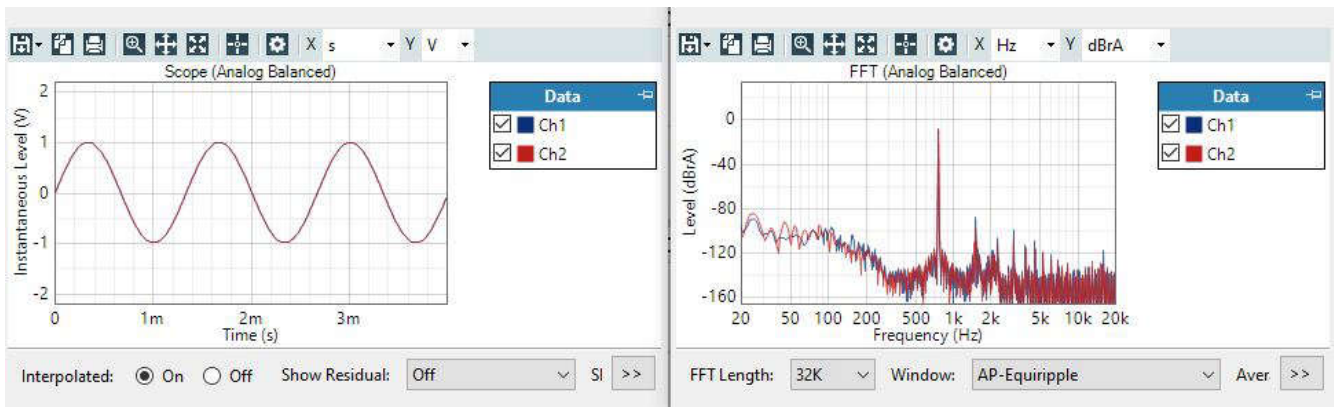 X s Y V
Scope (Analog Balanced)
Instantaneous Level (V)
2
1
0
-1
-2
0 1m 2m 3m
Time (s)
Data
Ch1
Ch2
Interpolated: On Off Show Residual: Off SI >>
X Hz Y dBrA
FFT (Analog Balanced)
Level (dBrA)
0
-40
-80
-120
-160
20 50 100 200 500 1k 2k 5k 10k 20k
Frequency (Hz)
Data
Ch1
Ch2
FFT Length: 32K Window: AP-Equiripple Aver >>